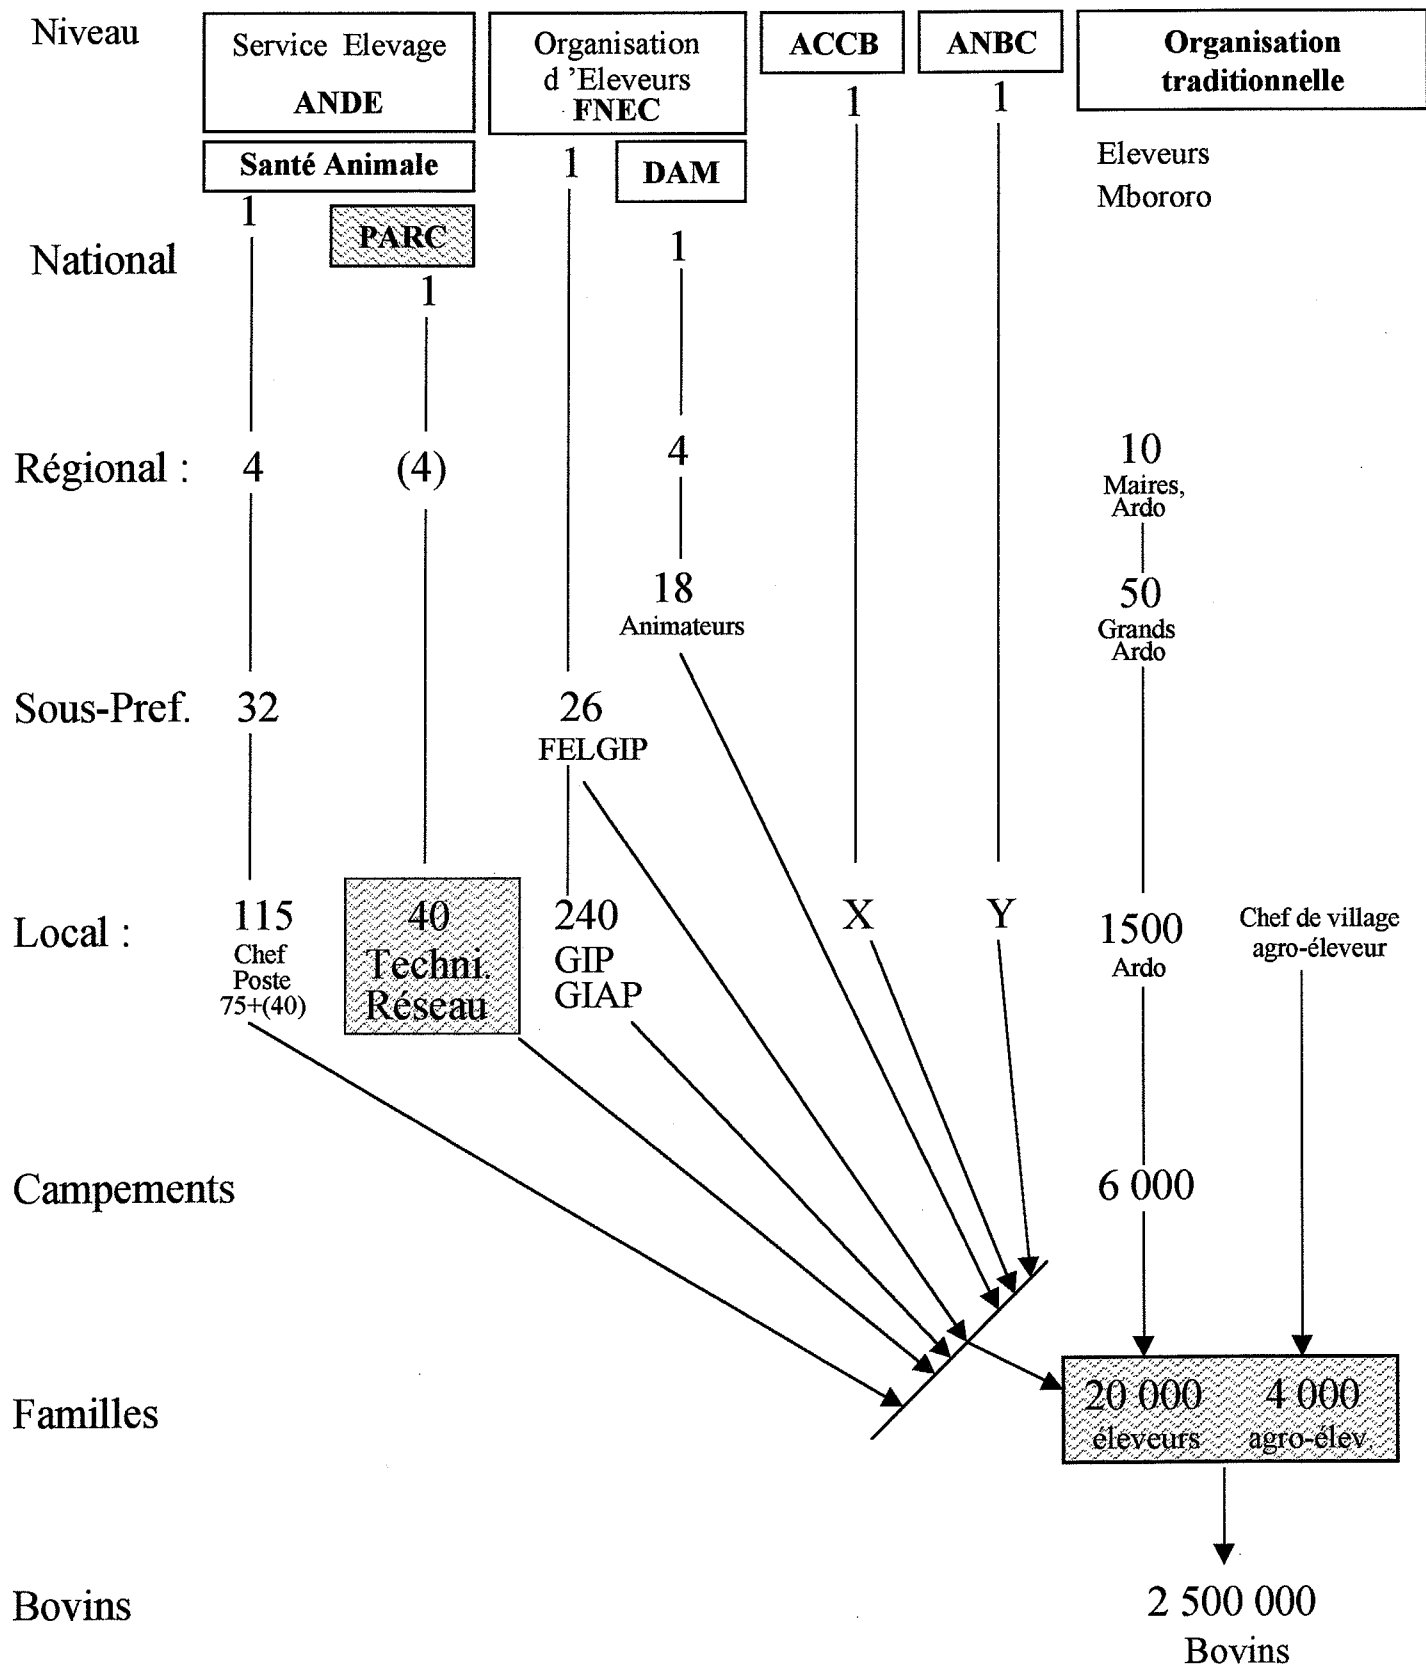 Niveau
Service Elevage
ANDE
Organisation
d 'Eleveurs
FNEC
ACCB
ANBC
Organisation
traditionnelle
Santé Animale
1
DAM
1
1
Eleveurs
Mbororo
1
PARC
National
1
1
Régional :
4
(4)
4
10
Maires,
Ardo
18
Animateurs
50
Grands
Ardo
Sous-Pref.
32
26
FELGIP
Local :
115
Chef
Poste
75+(40)
40
Techni.
Réseau
240
GIP
GIAP
X
Y
1500
Ardo
Chef de village
agro-éleveur
Campements
6 000
Familles
20 000
éleveurs
4 000
agro-élev
Bovins
2 500 000
Bovins